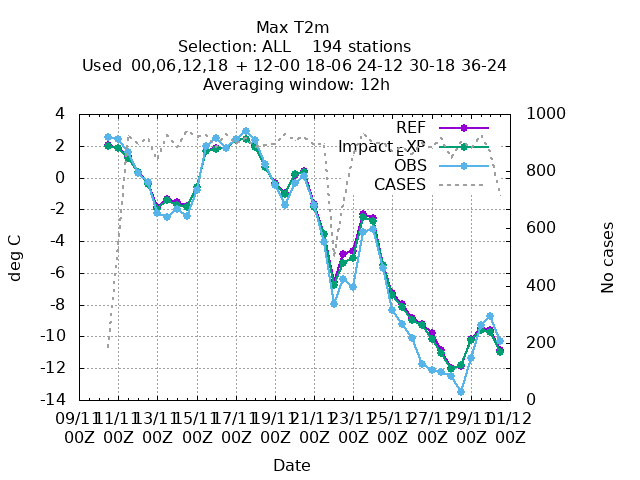 Max T2m
Selection: ALL 194 stations
Used 00,06,12,18 + 12-00 18-06 24-12 30-18 36-24
Averaging window: 12h
4
2
0
-2
-4
-6
-8
-10
-12
-14
deg C
1000
800
600
400
200
0
No cases
REF
Impact_EXP
OBS
CASES
09/11 11/11 13/11 15/11 17/11 19/11 21/11 23/11 25/11 27/11 29/11 01/12
00Z 00Z 00Z 00Z 00Z 00Z 00Z 00Z 00Z 00Z 00Z 00Z
Date